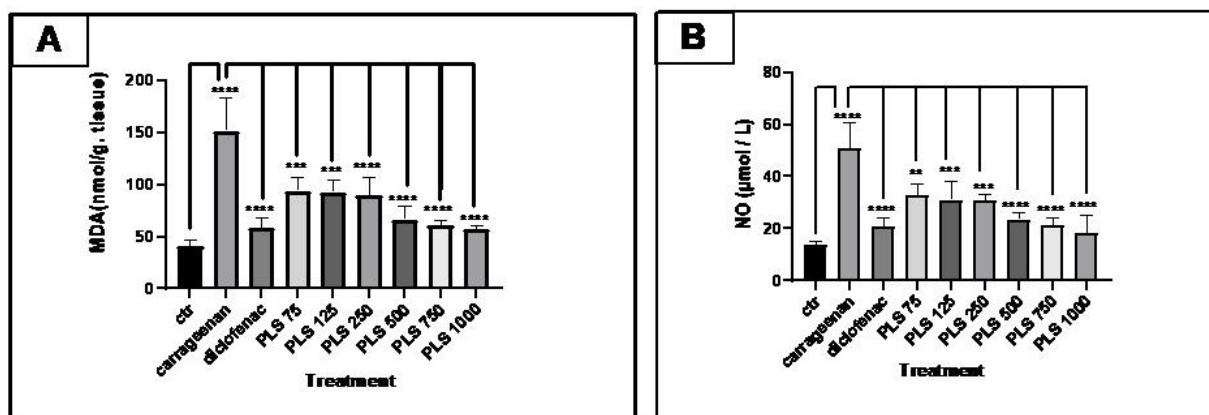 A
MDA(nmol/g. tissue)
200
150
100
50
0
****
****
***
***
****
****
****
****
ctr
carrageenan
diclofenac
PLS 75
PLS 125
PLS 250
PLS 500
PLS 750
PLS 1000
Treatment
B
NO (µmol / L)
80
60
40
20
0
****
****
**
***
***
****
****
****
ctr
carrageenan
diclofenac
PLS 75
PLS 125
PLS 250
PLS 500
PLS 750
PLS 1000
Treatment